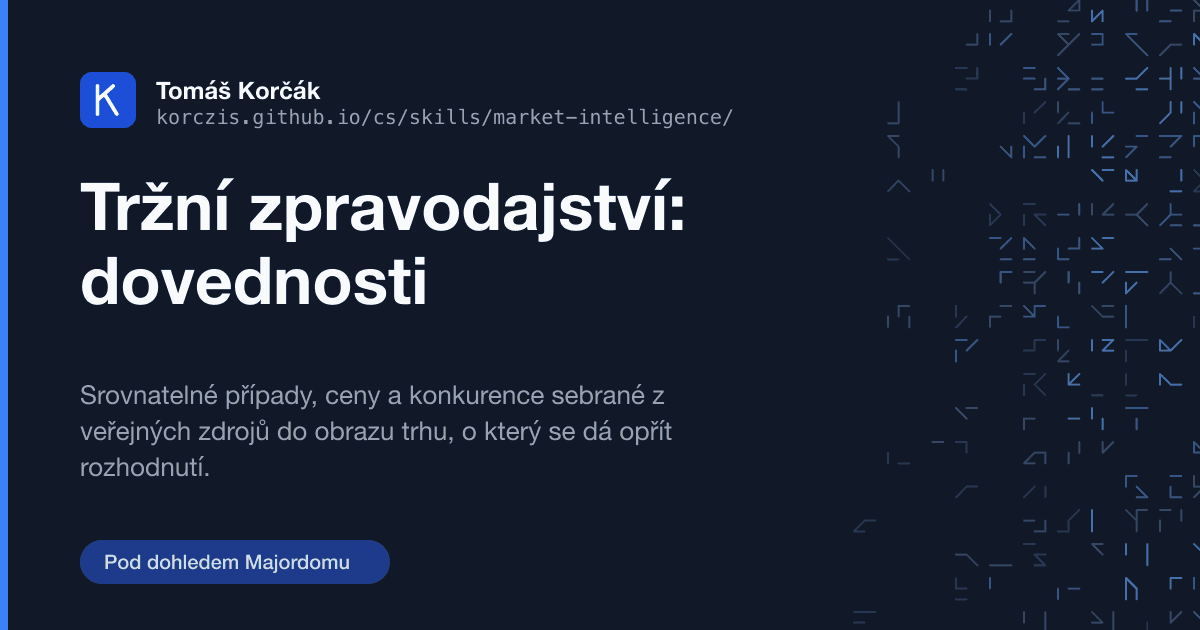 K
Tomáš Korčák
korczis.github.io/cs/skills/market-intelligence/
Tržní zpravodajství:
dovednosti
Srovnatelné případy, ceny a konkurence sebrané z
veřejných zdrojů do obrazu trhu, o který se dá opřít
rozhodnutí.
Pod dohledem Majordomu